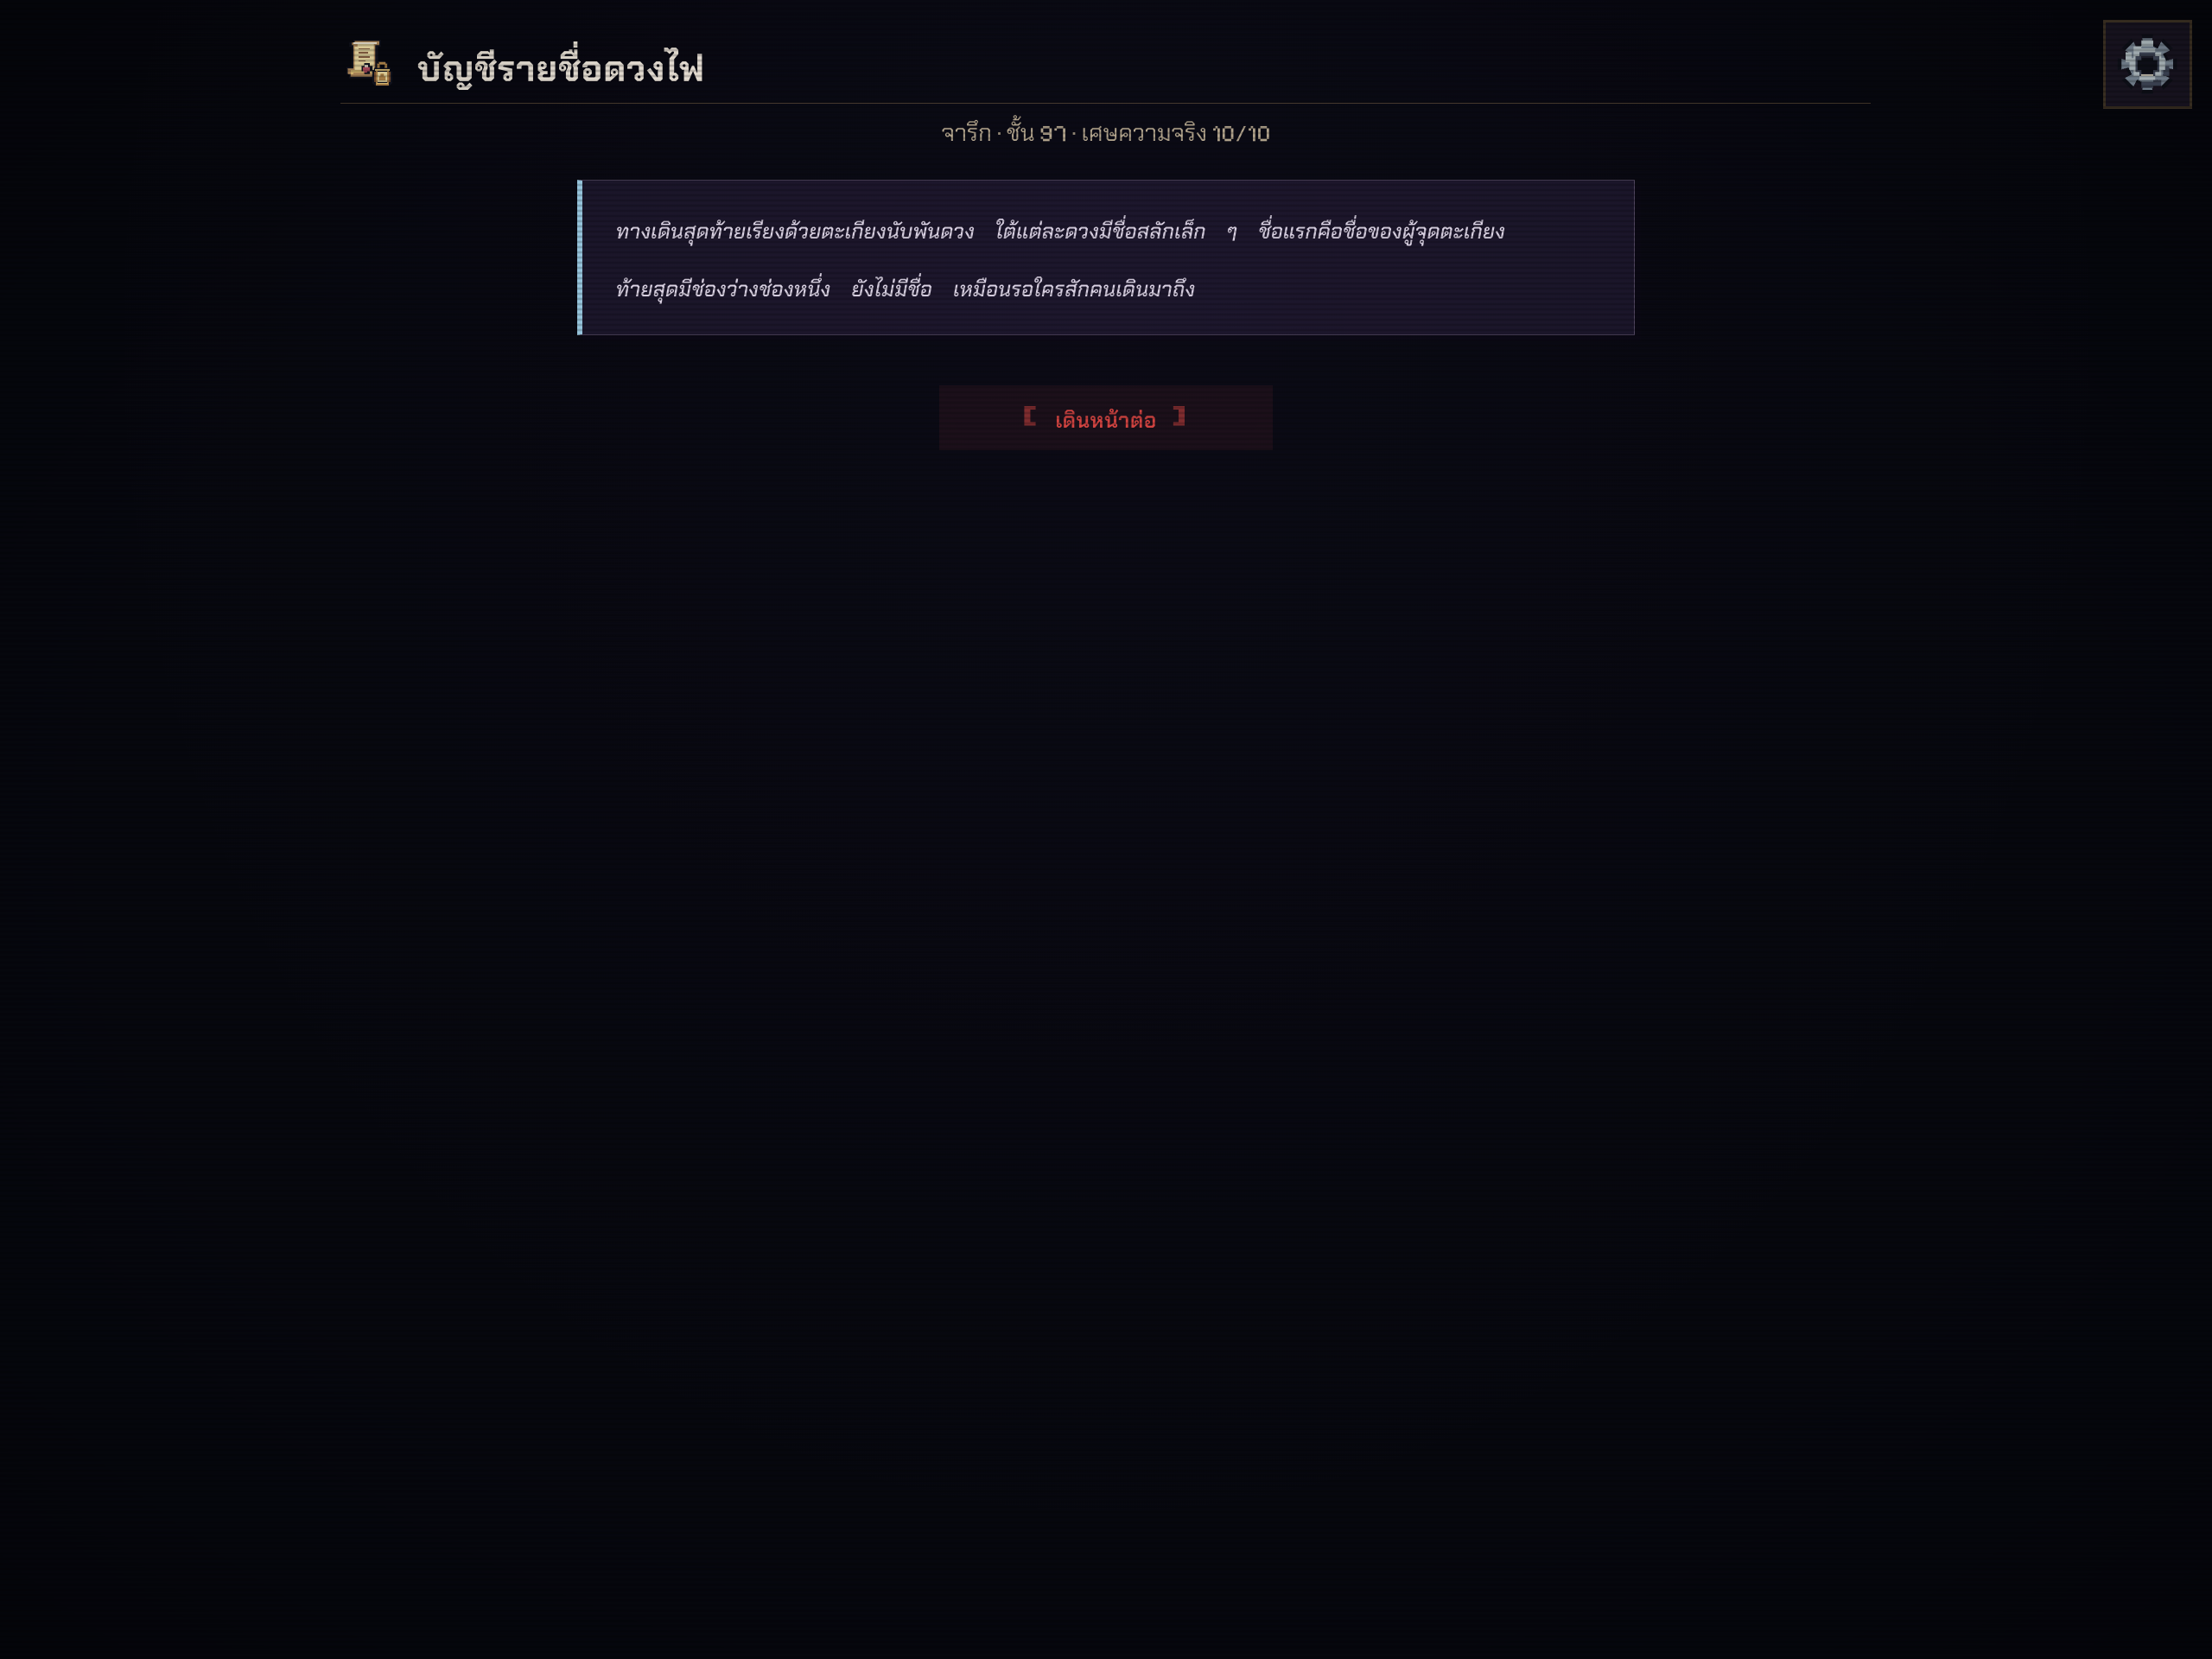 บัญชีรายชื่อดวงไฟ
จารึก · ชั้น 97 · เศษความจริง 10/10
ทางเดินสุดท้ายเรียงด้วยตะเกียงนับพันดวง ใต้แต่ละดวงมีชื่อสลักเล็ก ๆ ชื่อแรกคือชื่อของผู้จุดตะเกียง
ท้ายสุดมีช่องว่างช่องหนึ่ง ยังไม่มีชื่อ เหมือนรอใครสักคนเดินมาถึง
[ เดินหน้าต่อ ]